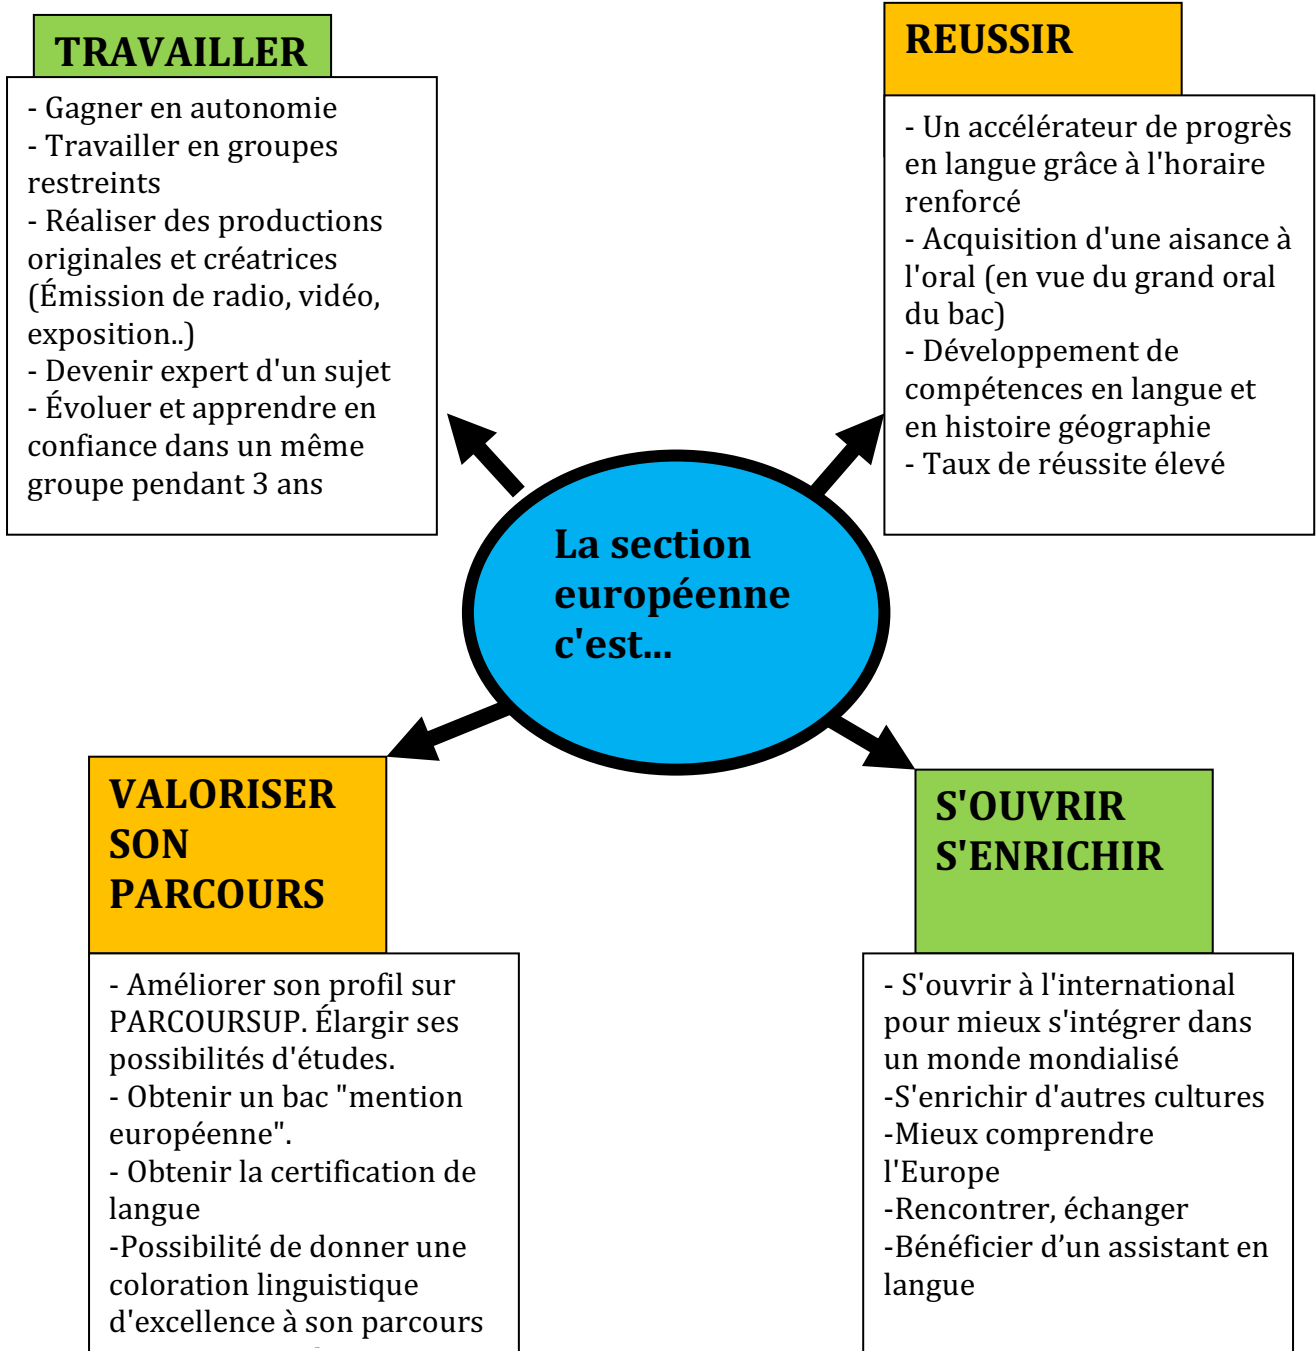 TRAVAILLER
- Gagner en autonomie
- Travailler en groupes
restreints
- Réaliser des productions
originales et créatrices
(Émission de radio, vidéo,
exposition..)
- Devenir expert d'un sujet
- Évoluer et apprendre en
confiance dans un même
groupe pendant 3 ans
REUSSIR
- Un accélérateur de progrès
en langue grâce à l'horaire
renforcé
- Acquisition d'une aisance à
l'oral (en vue du grand oral
du bac)
- Développement de
compétences en langue et
en histoire géographie
- Taux de réussite élevé
La section
européenne
c'est...
VALORISER
SON
PARCOURS
- Améliorer son profil sur
PARCOURSUP. Élargir ses
possibilités d'études.
- Obtenir un bac "mention
européenne".
- Obtenir la certification de
langue
-Possibilité de donner une
coloration linguistique
d'excellence à son parcours
S'OUVRIR
S'ENRICHIR
- S'ouvrir à l'international
pour mieux s'intégrer dans
un monde mondialisé
-S'enrichir d'autres cultures
-Mieux comprendre
l'Europe
-Rencontrer, échanger
-Bénéficier d’un assistant en
langue